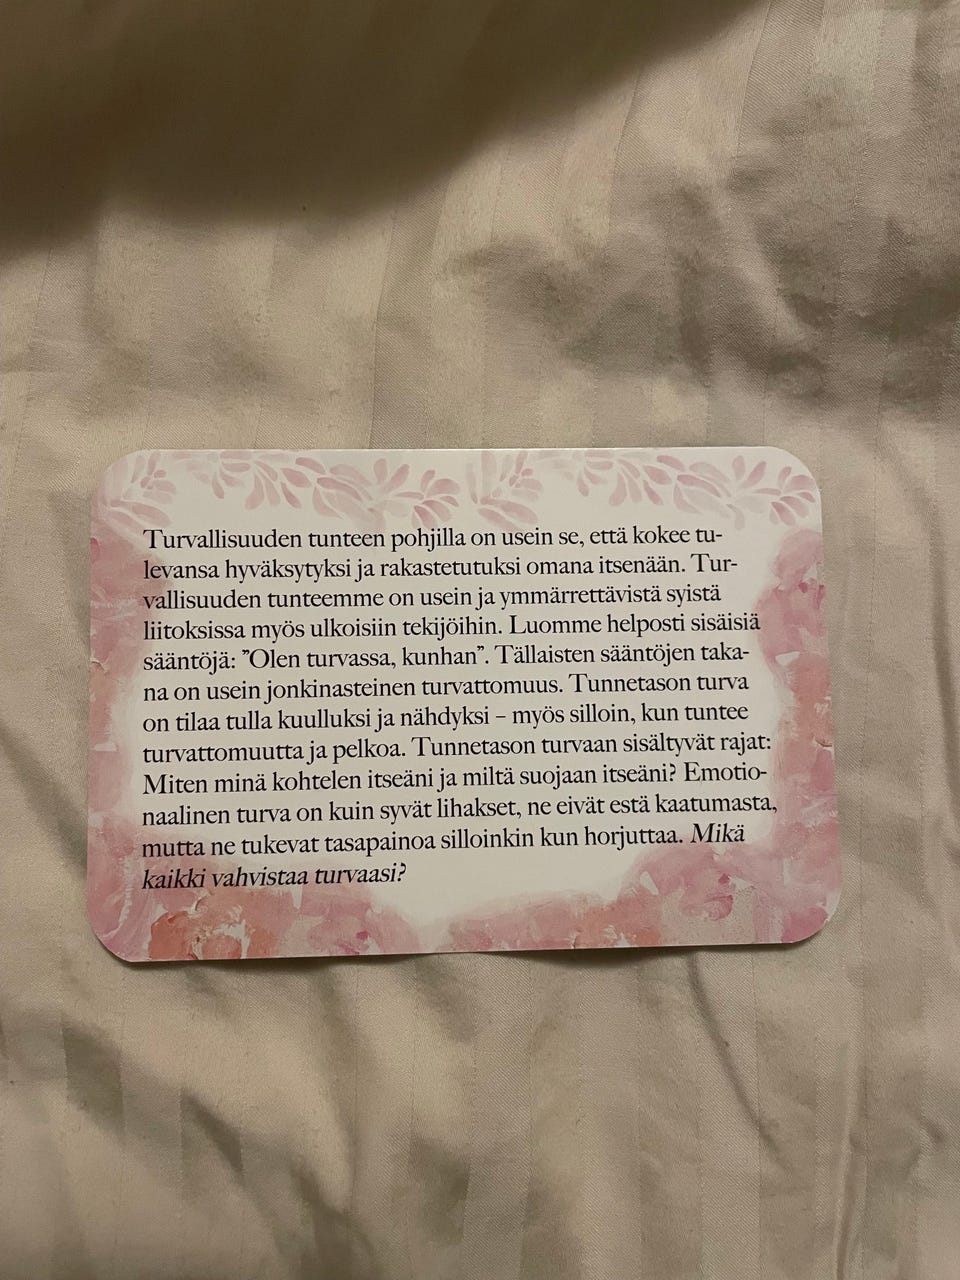 Turvallisuuden tunteen pohjilla on usein se, että kokee tu-
levansa hyväksytyksi ja rakastetutuksi omana itsenään. Tur-
vallisuuden tunteemme on usein ja ymmärrettävistä syistä
liitoksissa myös ulkoisiin tekijöihin. Luomme helposti sisäisiä
sääntöjä: ”Olen turvassa, kunhan”. Tällaisten sääntöjen taka-
na on usein jonkinasteinen turvattomuus. Tunnetason turva
on tilaa tulla kuulluksi ja nähdyksi – myös silloin, kun tuntee
turvattomuutta ja pelkoa. Tunnetason turvaan sisältyvät rajat:
Miten minä kohtelen itseäni ja miltä suojaan itseäni? Emotio-
naalinen turva on kuin syvät lihakset, ne eivät estä kaatumasta,
mutta ne tukevat tasapainoa silloinkin kun horjuttaa. Mikä
kaikki vahvistaa turvaasi?